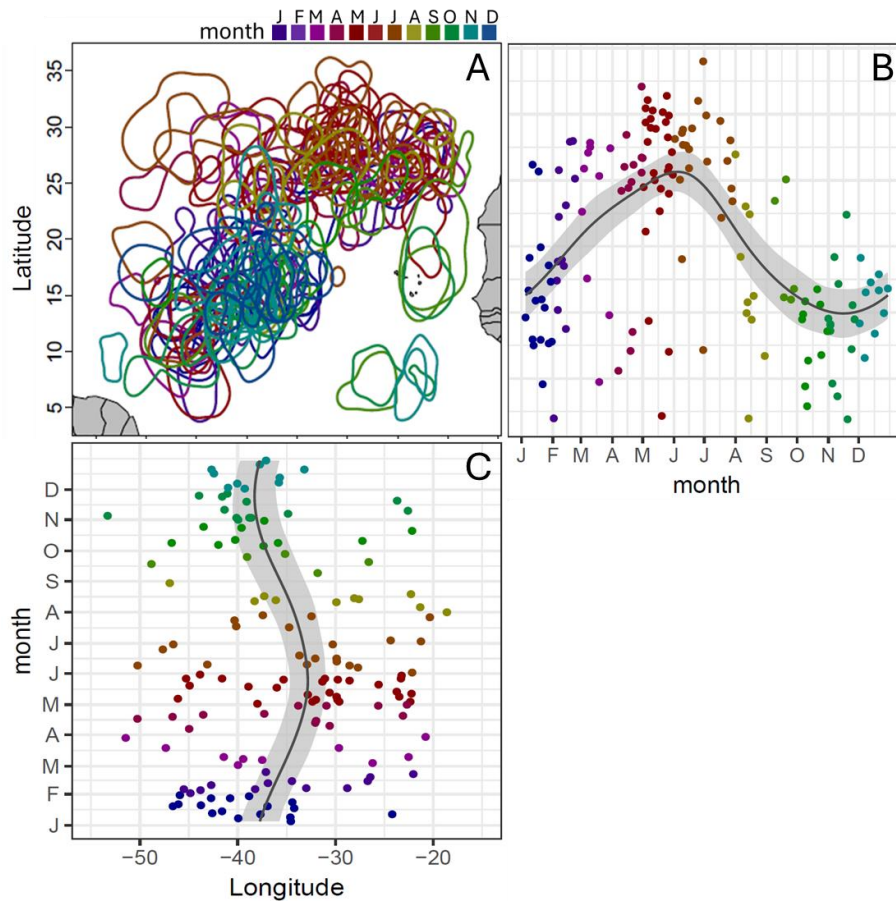 J F M A M J J A S O N D
month
A
35
30
25
20
15
10
5
Latitude
B
J F M A M J J A S O N D
month
C
D
N
O
S
A
J
J
M
A
M
F
J
month
−50 −40 −30 −20
Longitude